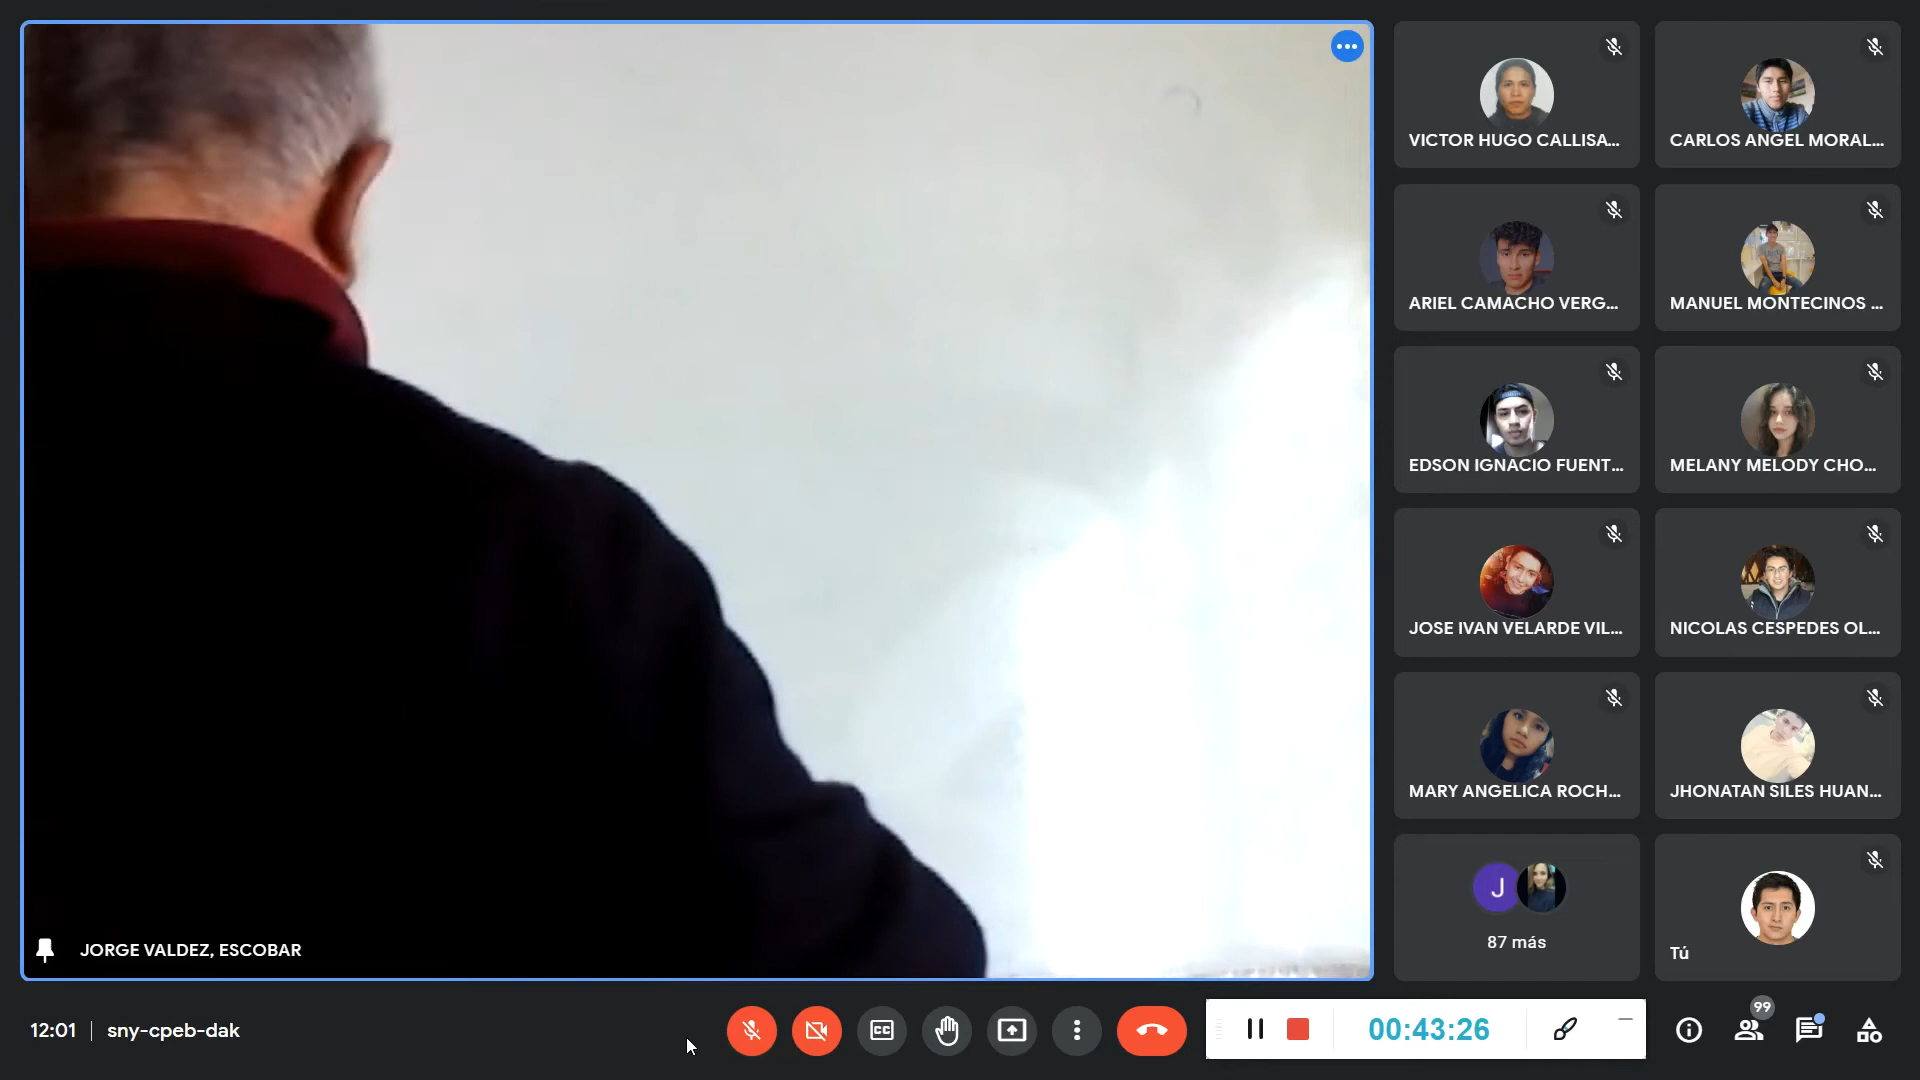 VICTOR HUGO CALLISA...
CARLOS ANGEL MORAL...
ARIEL CAMACHO VERG...
MANUEL MONTECINOS ...
EDSON IGNACIO FUENT...
MELANY MELODY CHO...
JOSE IVAN VELARDE VIL...
NICOLAS CESPEDES OL...
MARY ANGELICA ROCH...
JHONATAN SILES HUAN...
J
87 más
Tú
JORGE VALDEZ, ESCOBAR
12:01 | sny-cpeb-dak
CC
00:43:26
99